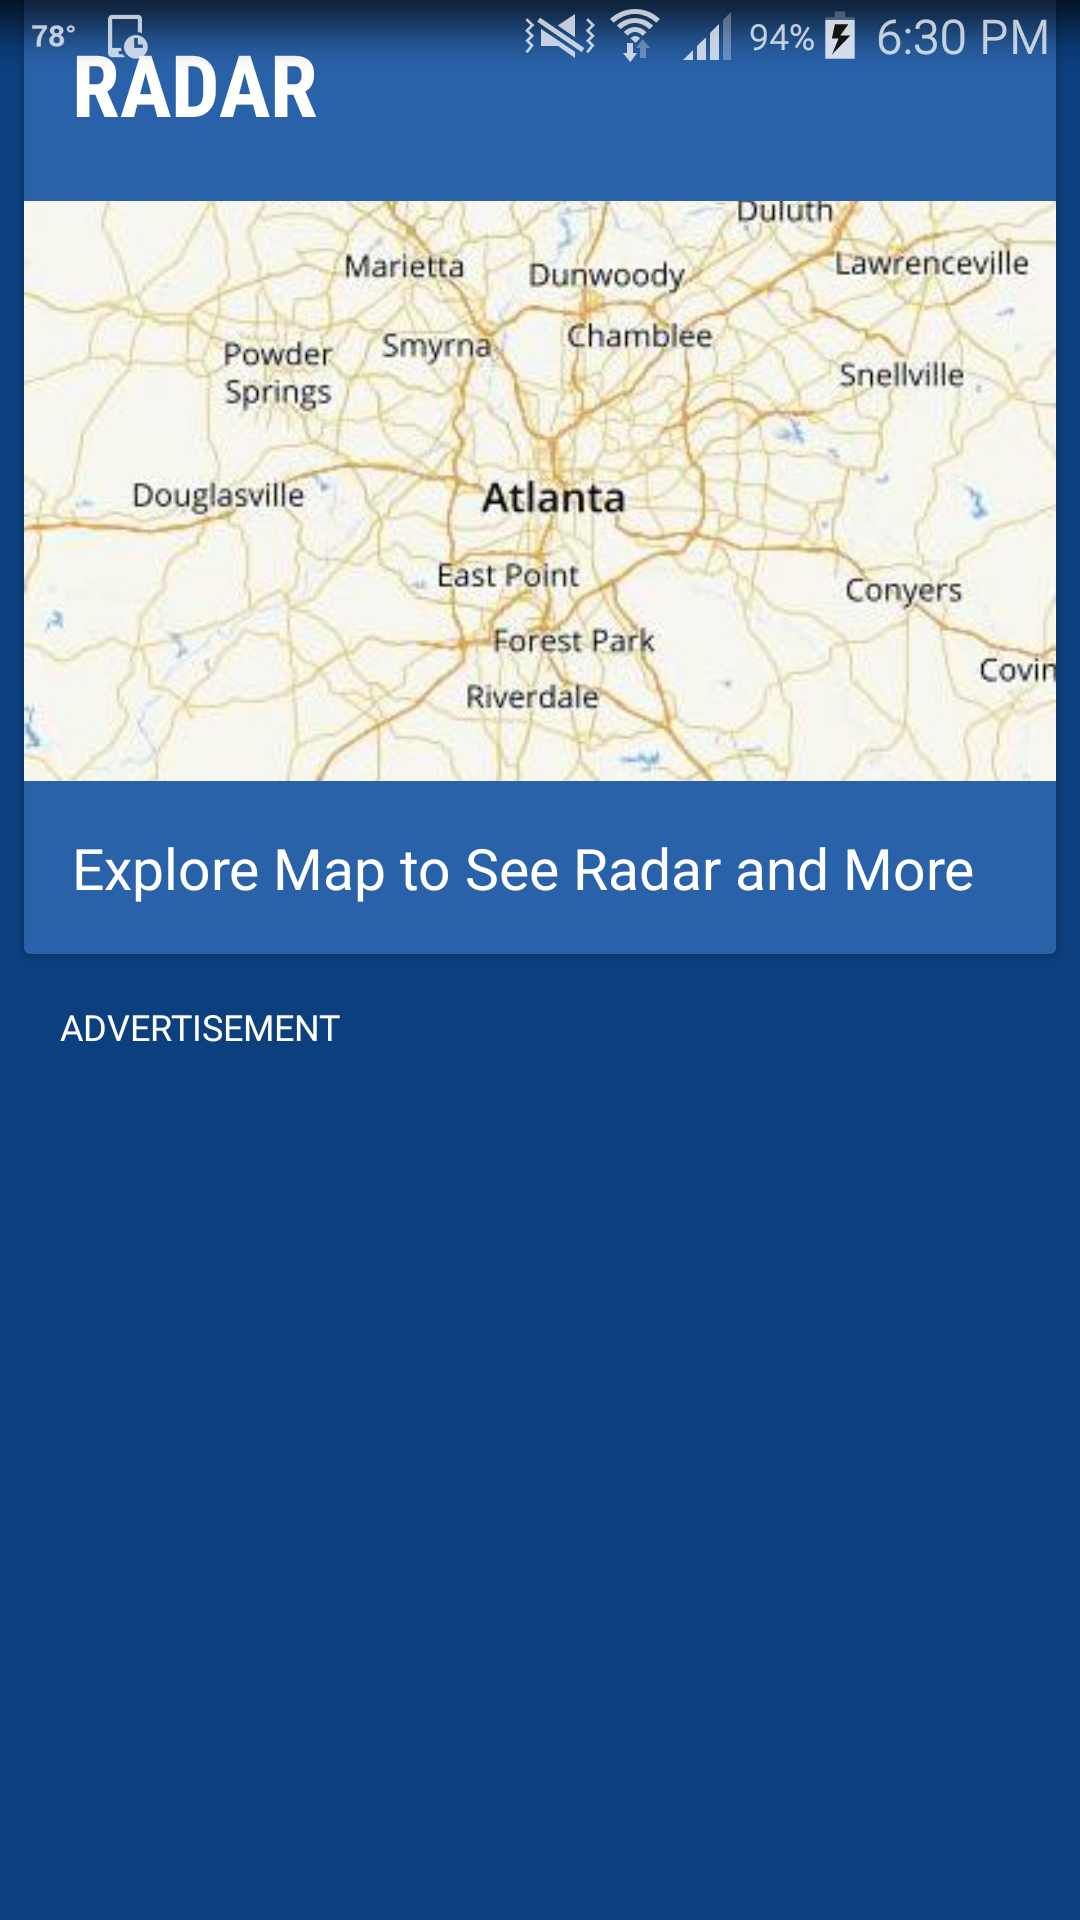 78° 94% 6:30 PM
RADAR
Duluth
Marietta Dunwoody Lawrenceville
Smyrna Chamblee
Powder
Springs
Snellville
Douglasville Atlanta
East Point
Conyers
Forest Park
Covin
Riverdale
Explore Map to See Radar and More
ADVERTISEMENT